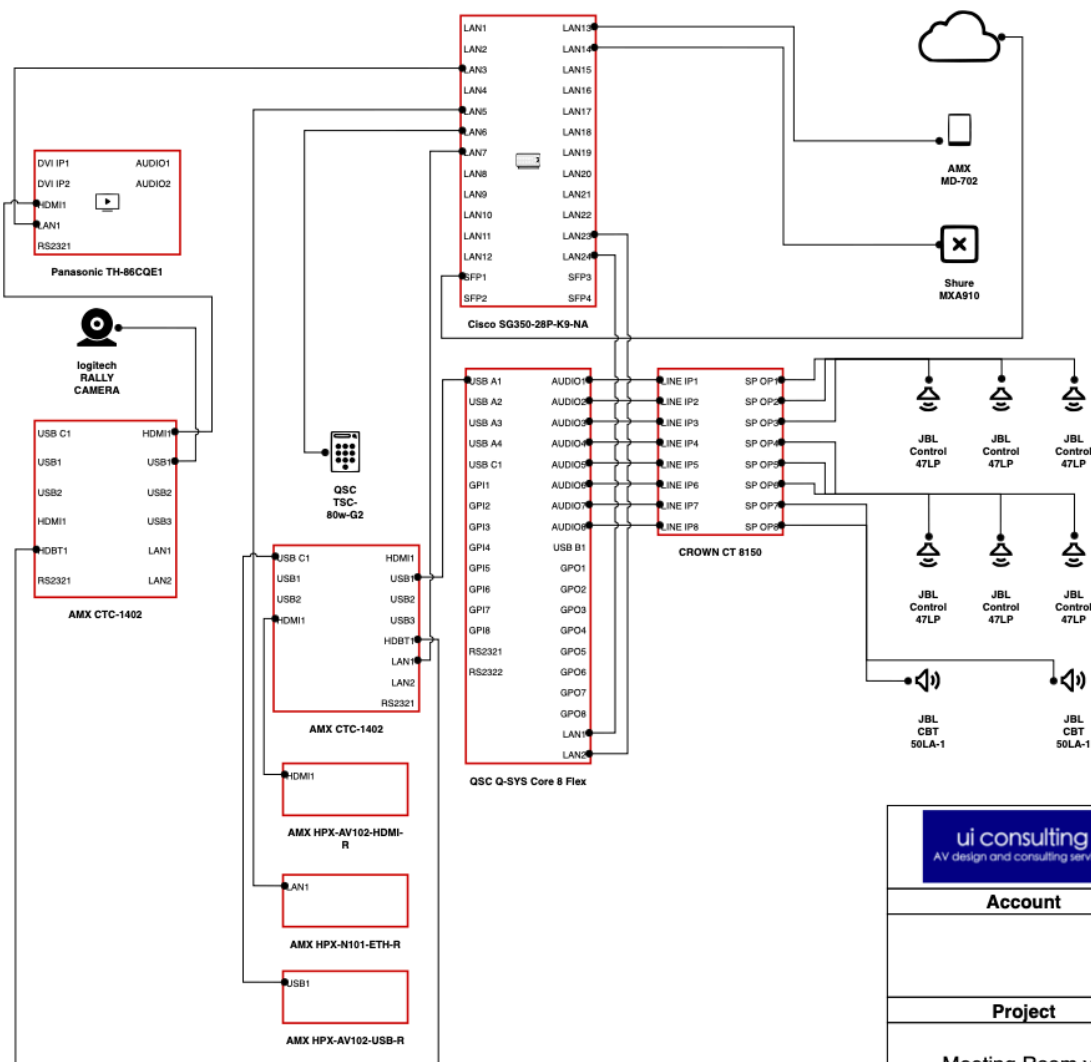 LAN1 LAN13
LAN2 LAN14
LAN3 LAN15
LAN4 LAN16
LAN5 LAN17
LAN6 LAN18
LAN7 LAN19
LAN8 LAN20
LAN9 LAN21
LAN10 LAN22
LAN11 LAN23
LAN12 LAN24
SFP1 SFP3
SFP2 SFP4
Cisco SG350-28P-K9-NA
AMX
MD-702
Shure
MXA910
DVI IP1 AUDIO1
DVI IP2 AUDIO2
HDMI1
LAN1
RS2321
Panasonic TH-86CQE1
logitech
RALLY
CAMERA
USB C1 HDMI1
USB1 USB1
USB2 USB2
HDMI1 USB3
HDBT1 LAN1
RS2321 LAN2
AMX CTC-1402
QSC
TSC-
80w-G2
USB C1 HDMI1
USB1 USB1
USB2 USB2
HDMI1 USB3
HDBT1
LAN1
LAN2
RS2321
AMX CTC-1402
HDMI1
AMX HPX-AV102-HDMI-
R
LAN1
AMX HPX-N101-ETH-R
USB1
AMX HPX-AV102-USB-R
USB A1 AUDIO1
USB A2 AUDIO2
USB A3 AUDIO3
USB A4 AUDIO4
USB C1 AUDIO5
GPI1 AUDIO6
GPI2 AUDIO7
GPI3 AUDIO8
GPI4 USB B1
GPI5 GPO1
GPI6 GPO2
GPI7 GPO3
GPI8 GPO4
RS2321 GPO5
RS2322 GPO6
GPO7
GPO8
LAN1
LAN2
QSC Q-SYS Core 8 Flex
LINE IP1 SP OP1
LINE IP2 SP OP2
LINE IP3 SP OP3
LINE IP4 SP OP4
LINE IP5 SP OP5
LINE IP6 SP OP6
LINE IP7 SP OP7
LINE IP8 SP OP8
CROWN CT 8150
JBL
Control
47LP
JBL
Control
47LP
JBL
Control
47LP
JBL
Control
47LP
JBL
Control
47LP
JBL
Control
47LP
JBL
CBT
50LA-1
JBL
CBT
50LA-1
ui consulting
AV design and consulting
Account
Project
Meeting Room